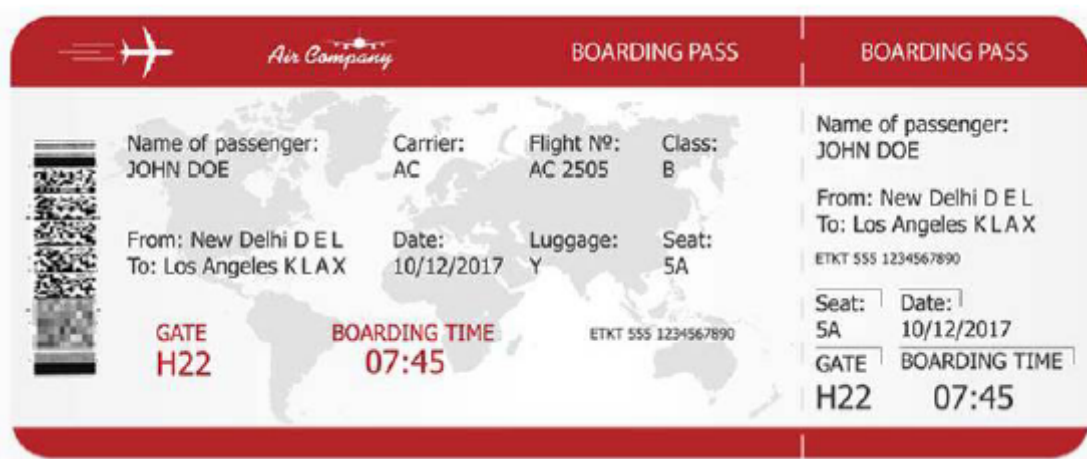 Air Company
BOARDING PASS
Name of passenger: Carrier: Flight Nº: Class:
JOHN DOE AC AC 2505 B
From: New Delhi D E L Date: Luggage: Seat:
To: Los Angeles K L A X 10/12/2017 Y 5A
GATE BOARDING TIME ETKT 555 1234567890
H22 07:45
BOARDING PASS
Name of passenger:
JOHN DOE
From: New Delhi D E L
To: Los Angeles K L A X
ETKT 555 1234567890
Seat: Date:
5A 10/12/2017
GATE BOARDING TIME
H22 07:45